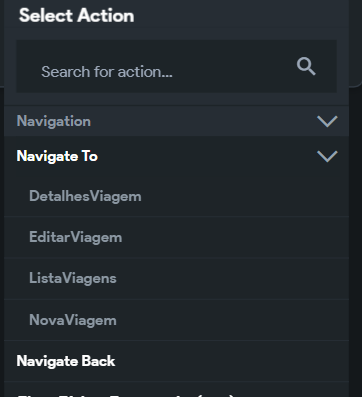 Select Action
Search for action...
Navigation
Navigate To
DetalhesViagem
EditarViagem
ListaViagens
NovaViagem
Navigate Back